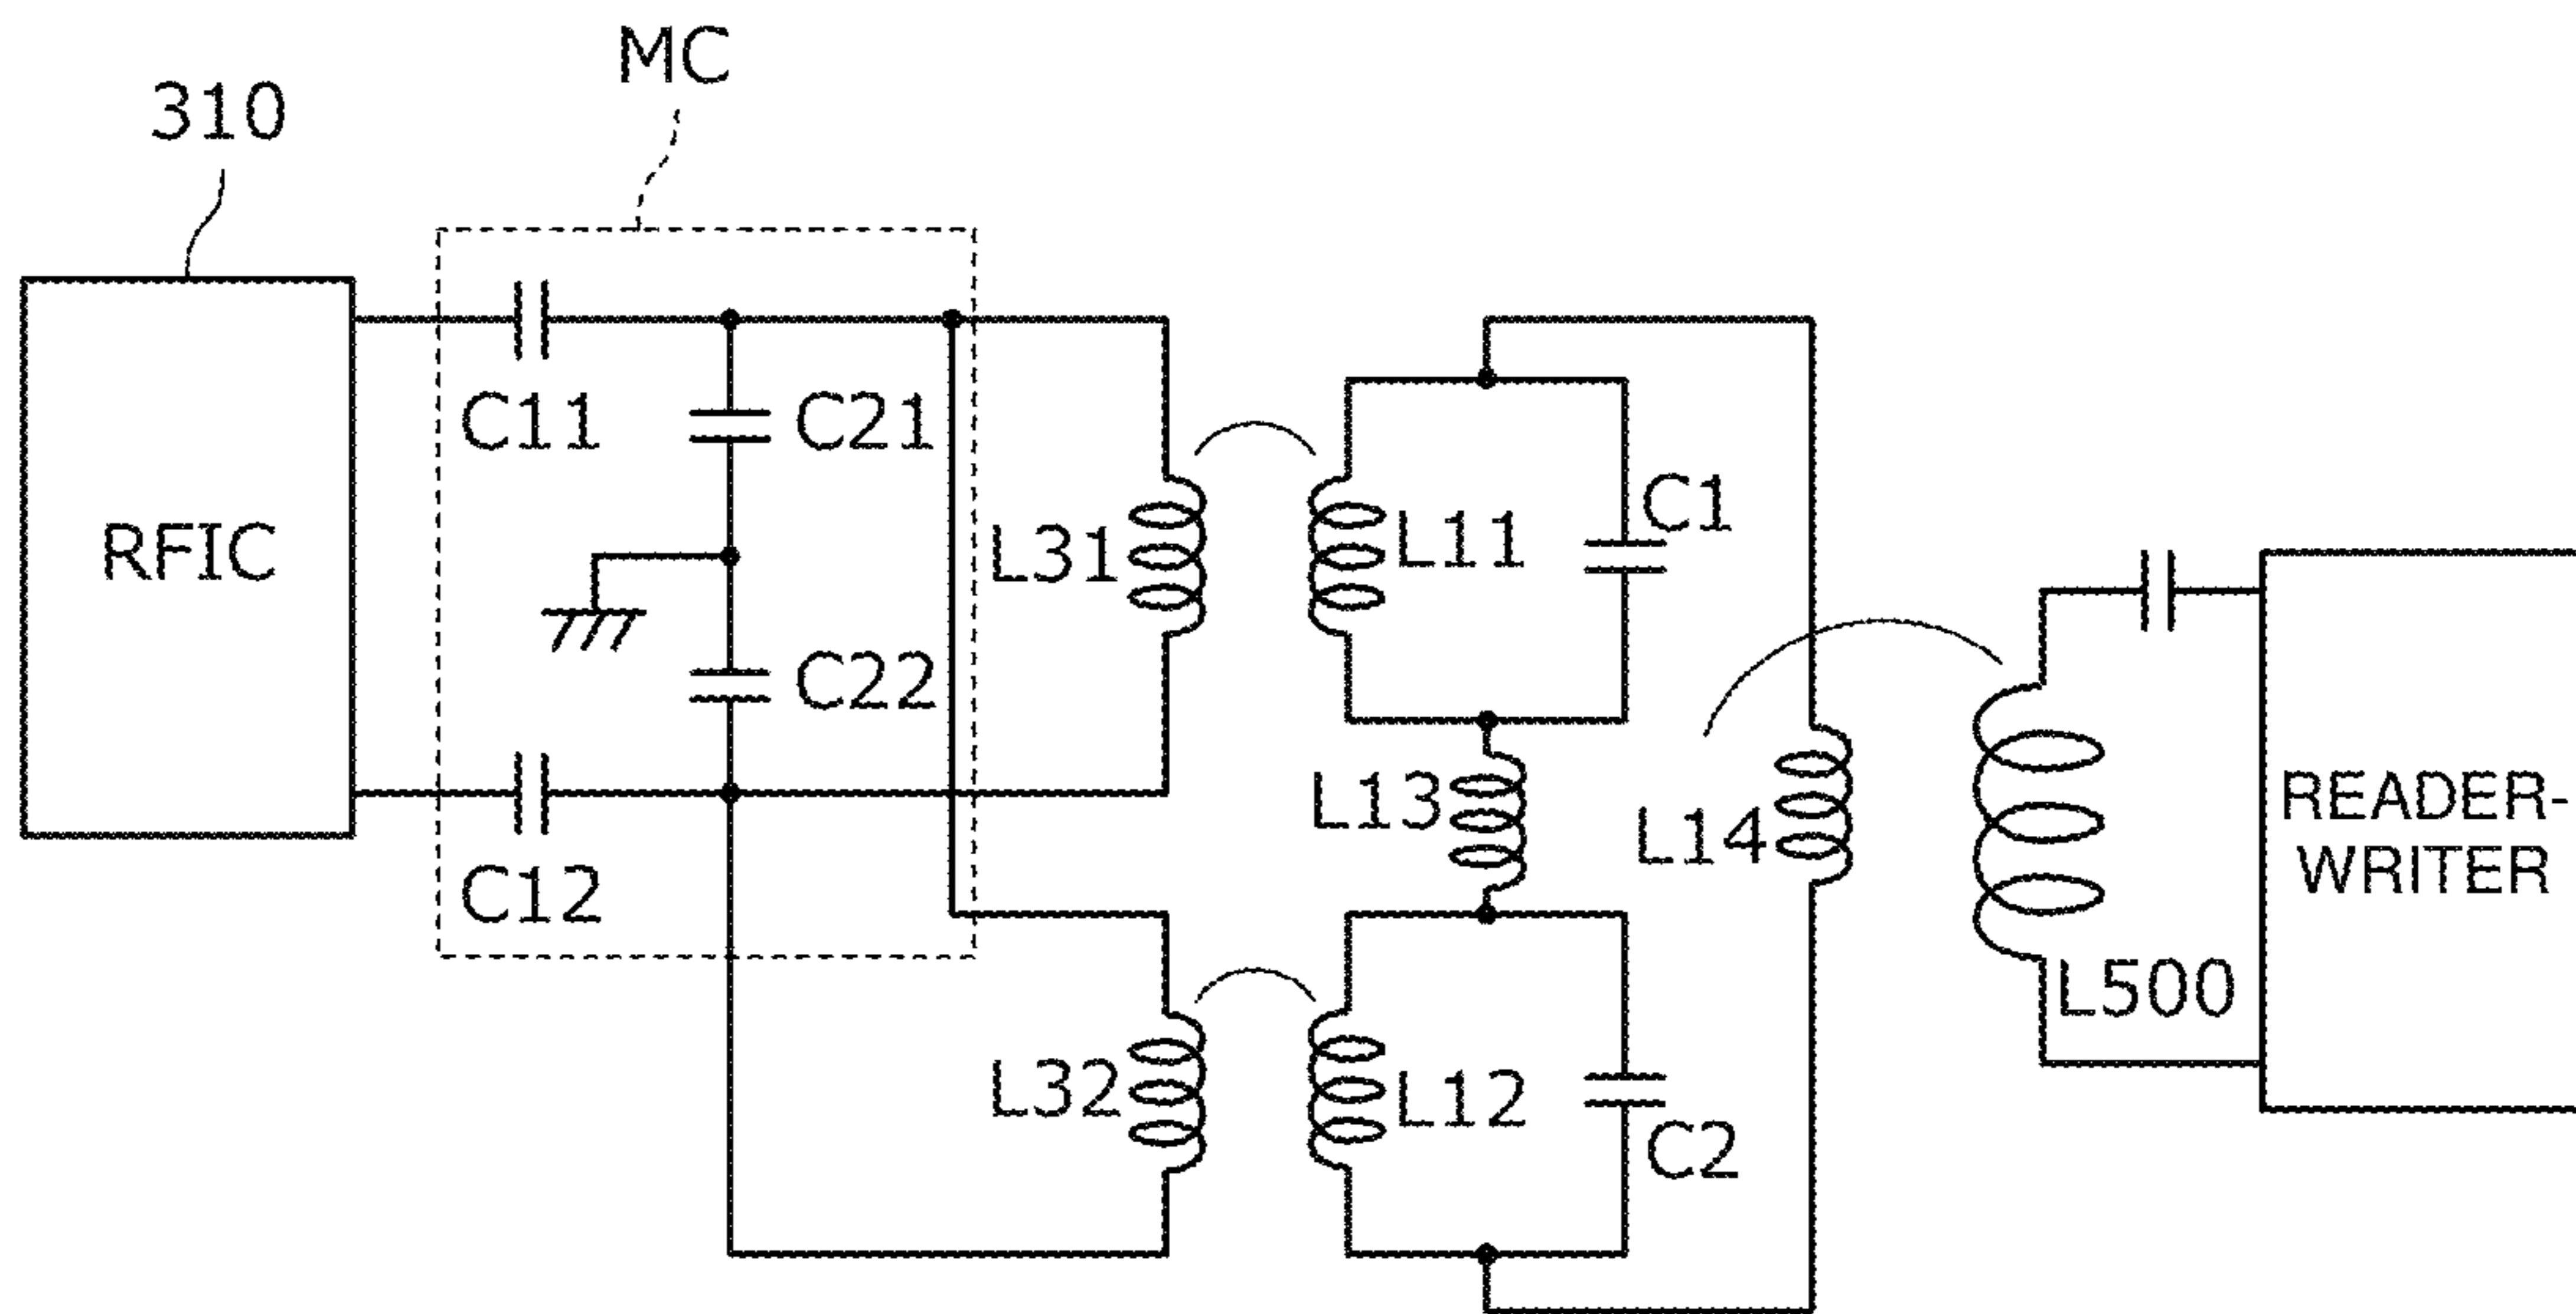 MC
310
C11
C21
RFIC
L31
L11
C1
C22
L13
L14
READER-
WRITER
C12
L500
L32
L12
C2